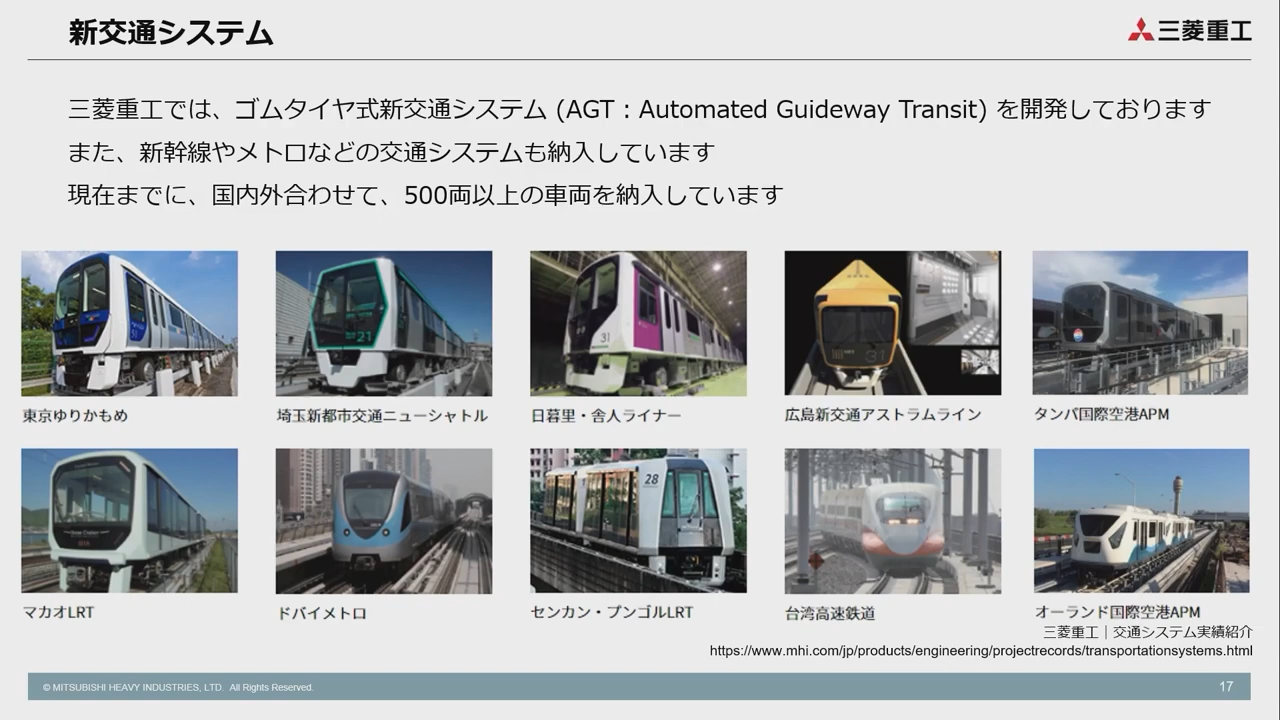 新交通システム
三菱重工
三菱重工では、ゴムタイヤ式新交通システム (AGT : Automated Guideway Transit) を開発しております
また、新幹線やメトロなどの交通システムも納入しています
現在までに、国内外合わせて、500両以上の車両を納入しています
21
31
31
東京ゆりかもめ
埼玉新都市交通ニューシャトル
日暮里・舎人ライナー
広島新交通アストラムライン
タンパ国際空港APM
28
マカオLRT
ドバイメトロ
センカン・プンゴルLRT
台湾高速鉄道
オーランド国際空港APM
三菱重工｜交通システム実績紹介
https://www.mhi.com/jp/products/engineering/projectrecords/transportationsystems.html
© MITSUBISHI HEAVY INDUSTRIES, LTD. All Rights Reserved.
17